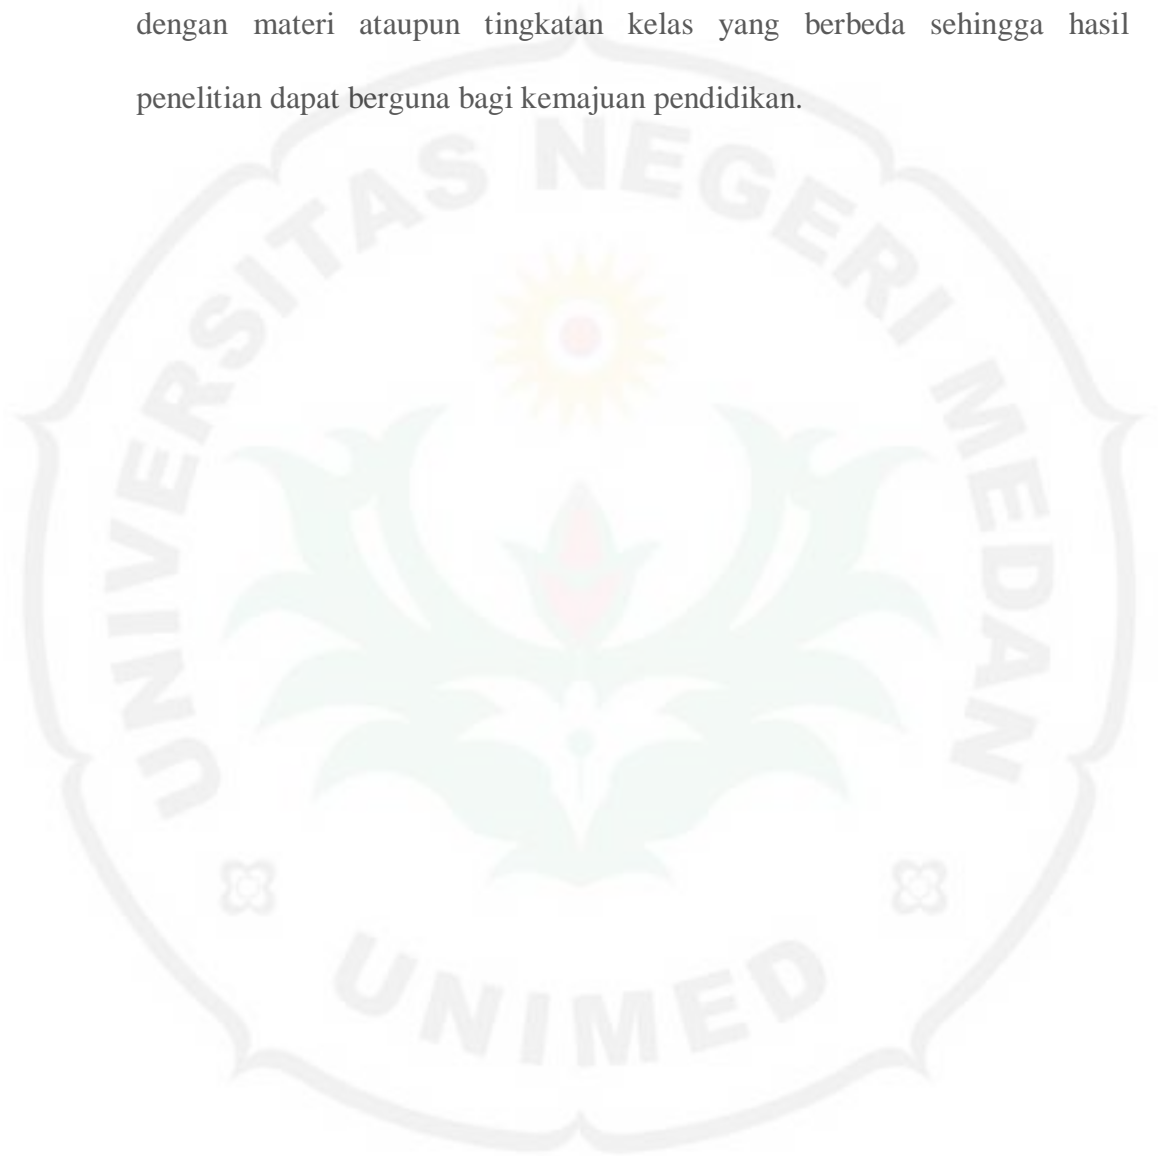 dengan materi ataupun tingkatan kelas yang berbeda sehingga hasil
penelitian dapat berguna bagi kemajuan pendidikan.
UNIVERSITAS NEGERI MEDAN
UNIMED